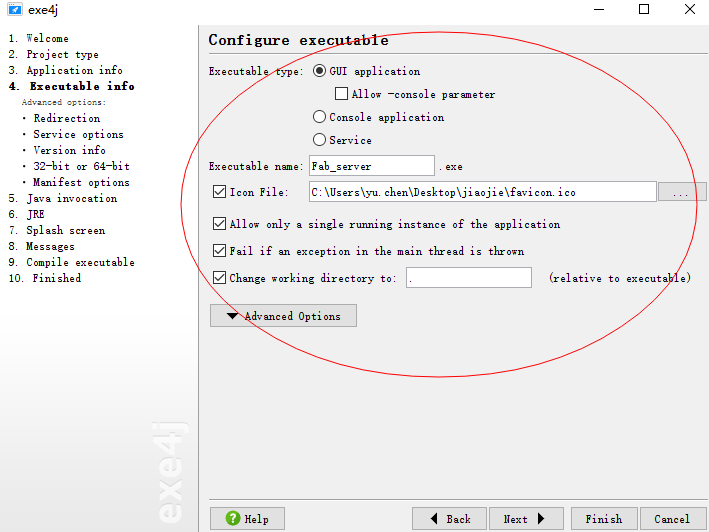 exe4j
1. Welcome
2. Project type
3. Application info
4. Executable info
Advanced options:
• Redirection
• Service options
• Version info
• 32-bit or 64-bit
• Manifest options
5. Java invocation
6. JRE
7. Splash screen
8. Messages
9. Compile executable
10. Finished
exe4j
Configure executable
Executable type: GUI application
Allow -console parameter
Console application
Service
Executable name: Fab_server .exe
Icon File: C:\Users\yu.chen\Desktop\jiaojie\favicon.ico ...
Allow only a single running instance of the application
Fail if an exception in the main thread is thrown
Change working directory to: . (relative to executable)
Advanced Options
Help Back Next Finish Cancel